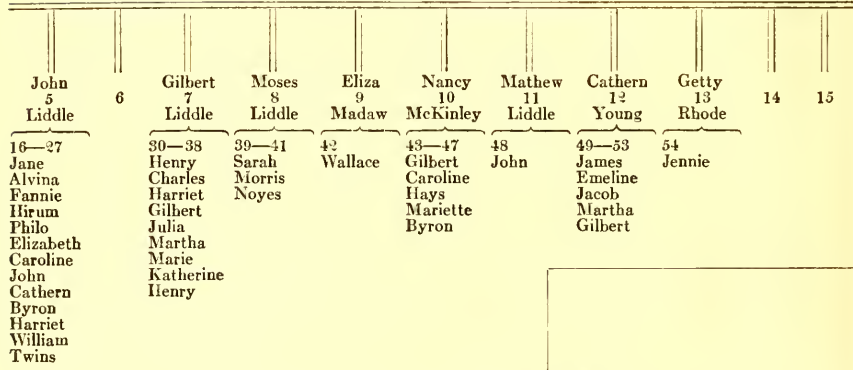 John 6 Gilbert Moses Eliza Nancy Mathew Cathern Getty 14 15
5 7 8 9 10 11 12 13
Liddle Liddle Liddle Madaw McKinley Liddle Young Rhode
16—27
Jane
Alvina
Fannie
Hirum
Philo
Elizabeth
Caroline
John
Cathern
Byron
Harriet
William
Twins
30—38
Henry
Charles
Harriet
Gilbert
Julia
Martha
Marie
Katherine
Henry
39—41
Sarah
Morris
Noyes
42
Wallace
43—47
Gilbert
Caroline
Hays
Mariette
Byron
48
John
49—53
James
Emeline
Jacob
Martha
Gilbert
54
Jennie